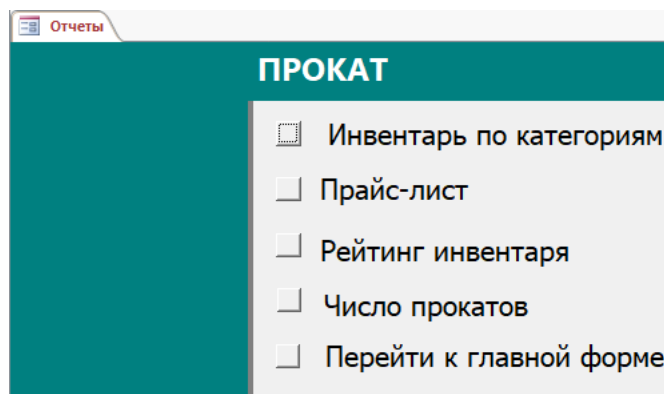 Отчеты
ПРОКАТ
Инвентарь по категориям
Прайс-лист
Рейтинг инвентаря
Число прокатов
Перейти к главной форме